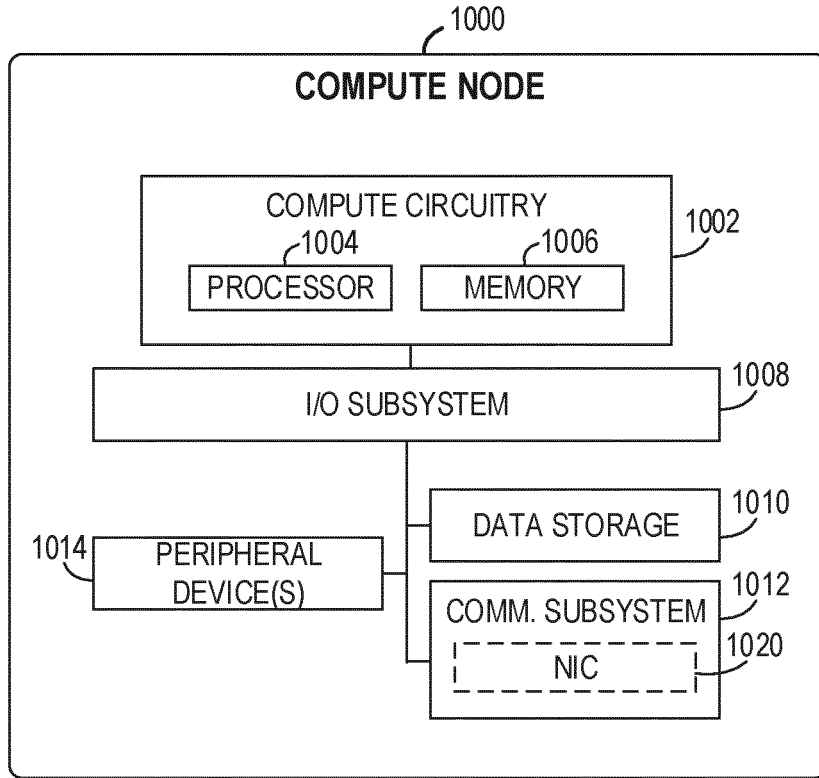 1000
COMPUTE NODE
COMPUTE CIRCUITRY
1002
1004
1006
PROCESSOR
MEMORY
1008
I/O SUBSYSTEM
1010
DATA STORAGE
1014
PERIPHERAL
DEVICE(S)
1012
COMM. SUBSYSTEM
1020
NIC